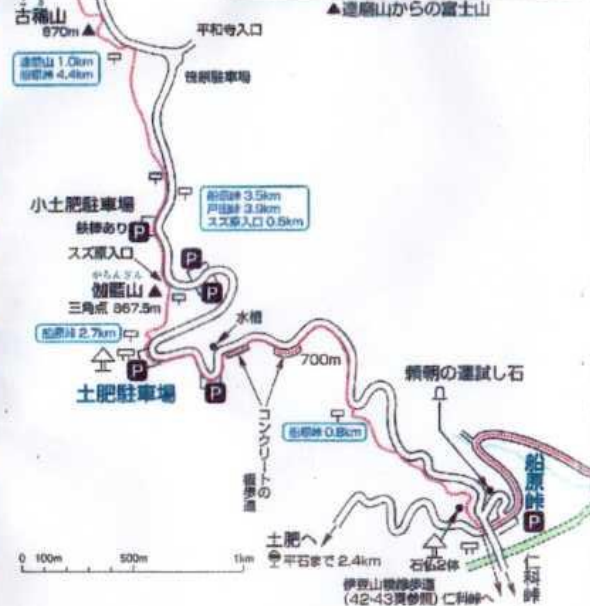 古稀山
870m
▲達磨山からの富士山
平和寺入口
達磨山 1.0km
船原峠 4.4km
笹原駐車場
船原峠 3.5km
戸田峠 3.9km
スズ原入口 0.5km
小土肥駐車場
鉄棒あり
P
スズ原入口
P
がらんざん
伽藍山
P
三角点 867.5m
水槽
船原峠 2.7km
700m
P
土肥駐車場
P
頼朝の運試し石
船原峠 0.8km
コンクリートの
船原峠
P
土肥へ
平石まで 2.4km
石仏2体
仁科峠
0 100m 500m 1km
伊豆山稜線歩道
(42-43頁参照) 仁科峠へ